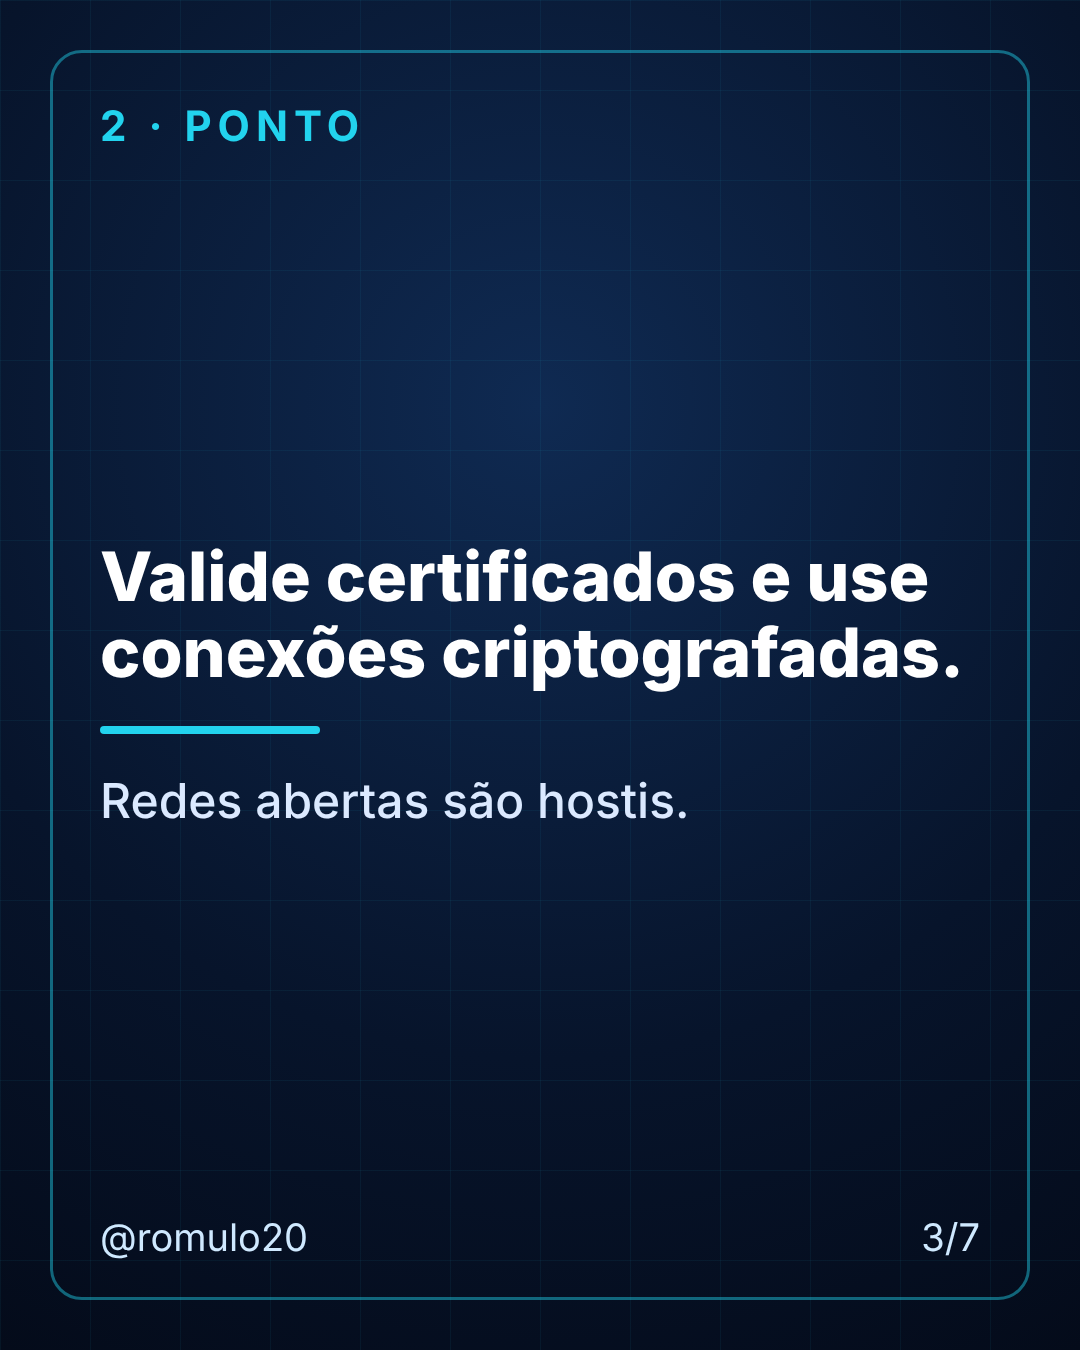 2 · PONTO
Valide certificados e use
conexões criptografadas.
Redes abertas são hostis.
@romulo20
3/7